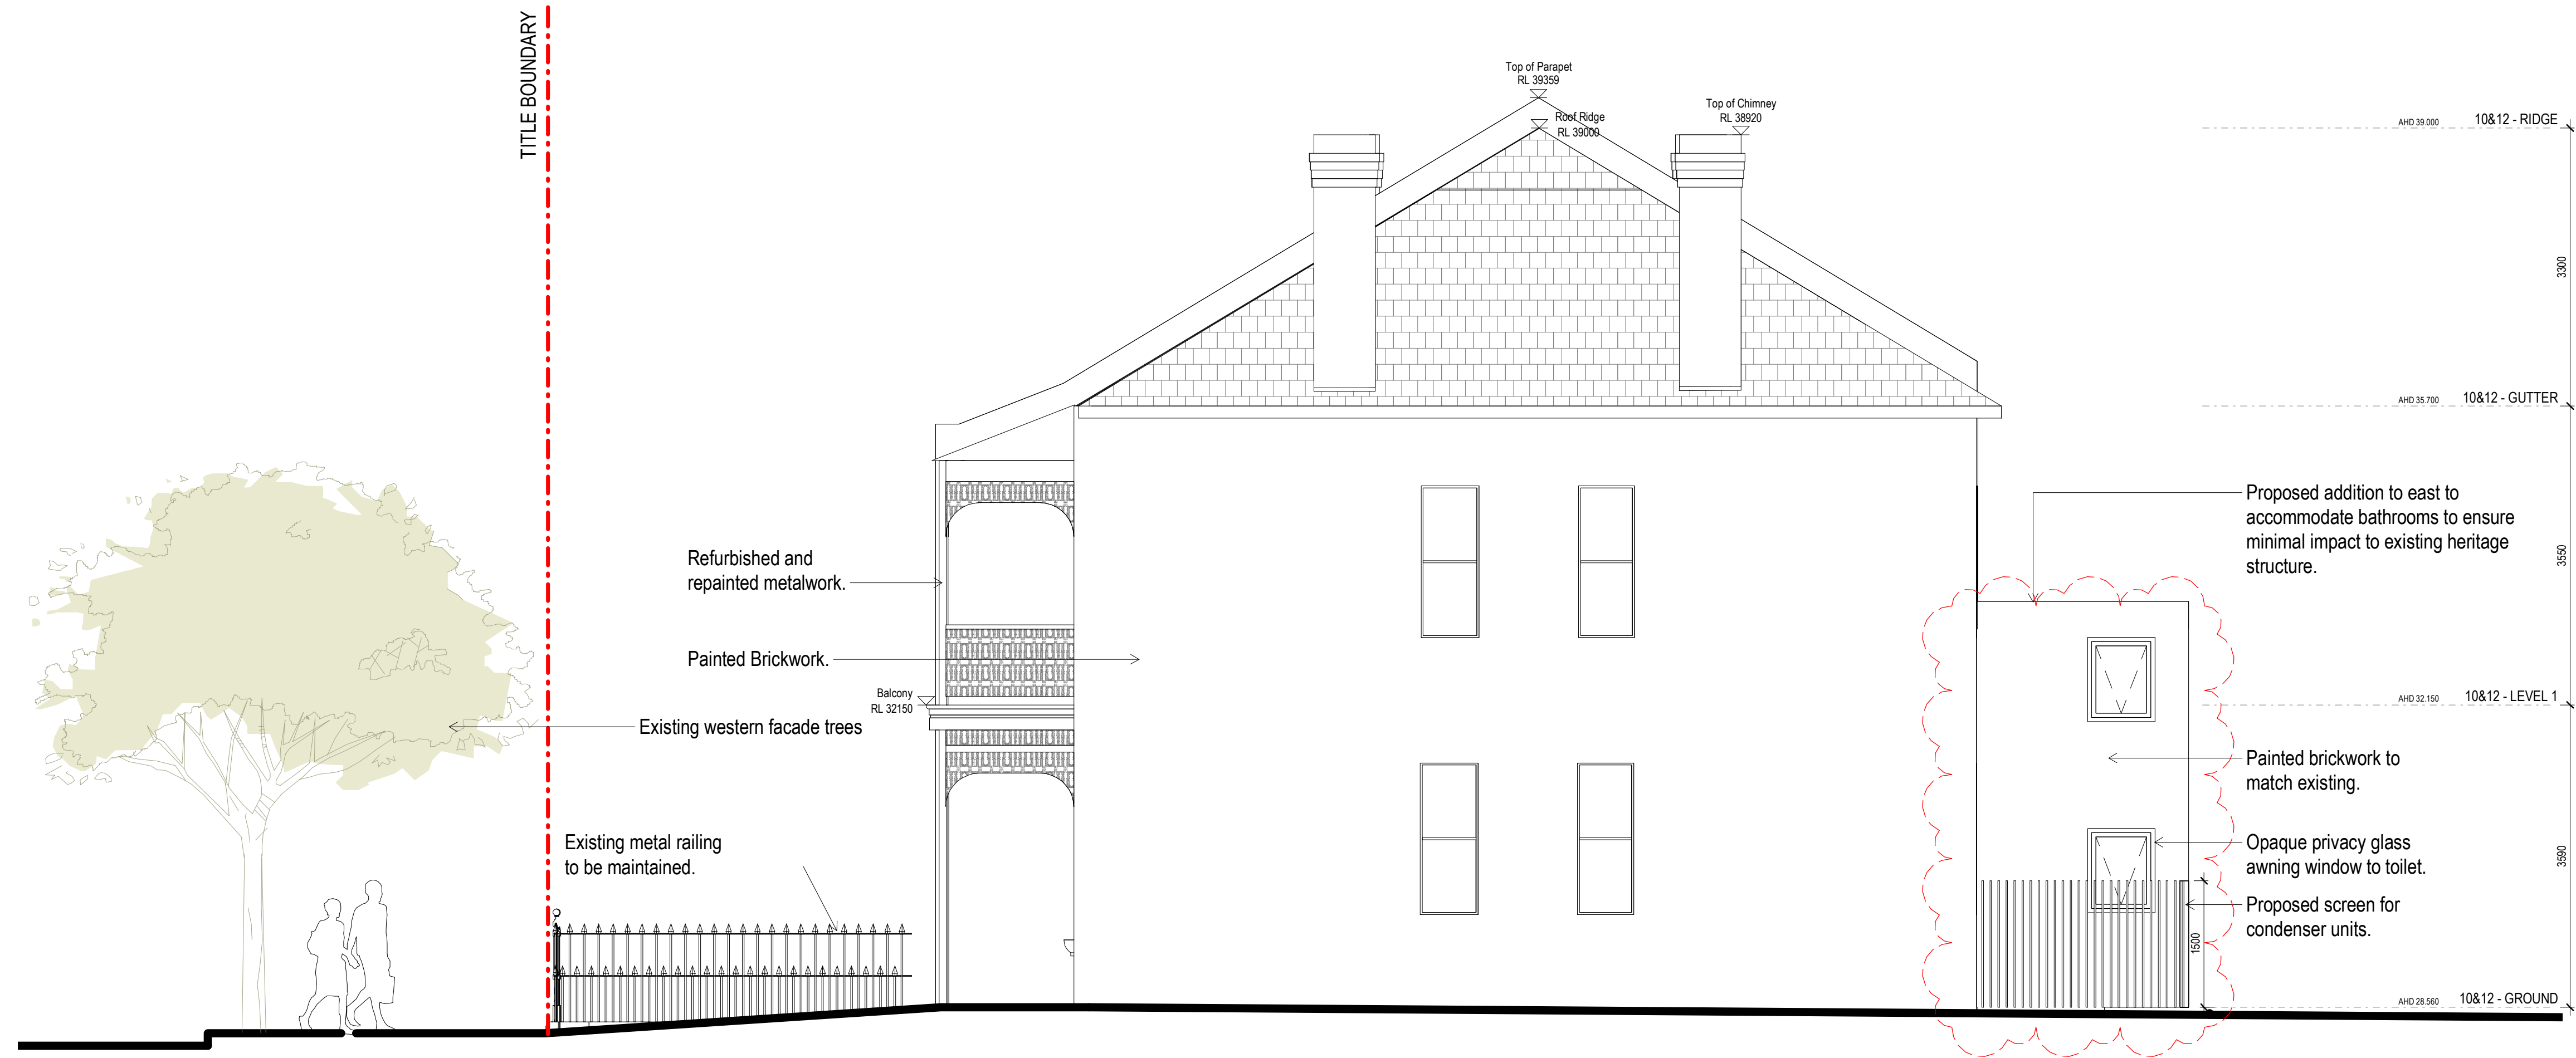 TITLE BOUNDARY
Top of Parapet
RL 39359
Roof Ridge
RL 39000
Top of Chimney
RL 38920
AHD 39.000
10&12 - RIDGE
3300
AHD 35.700
10&12 - GUTTER
3550
Proposed addition to east to
accommodate bathrooms to ensure
minimal impact to existing heritage
structure.
Refurbished and
repainted metalwork.
Painted Brickwork.
Balcony
RL 32150
Existing western facade trees
AHD 32.150
10&12 - LEVEL 1
Painted brickwork to
match existing.
Existing metal railing
to be maintained.
Opaque privacy glass
awning window to toilet.
3590
Proposed screen for
condenser units.
1500
AHD 28.560
10&12 - GROUND